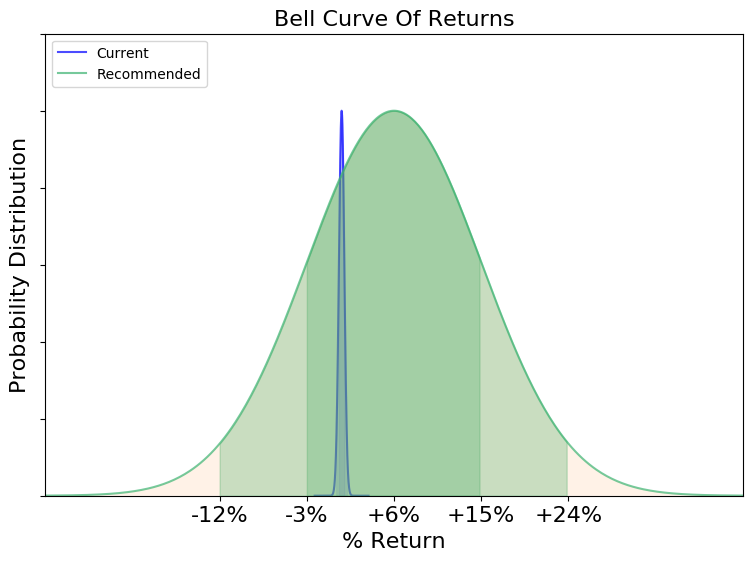 Bell Curve Of Returns
Current
Recommended
Probability Distribution
-12% -3% +6% +15% +24%
% Return